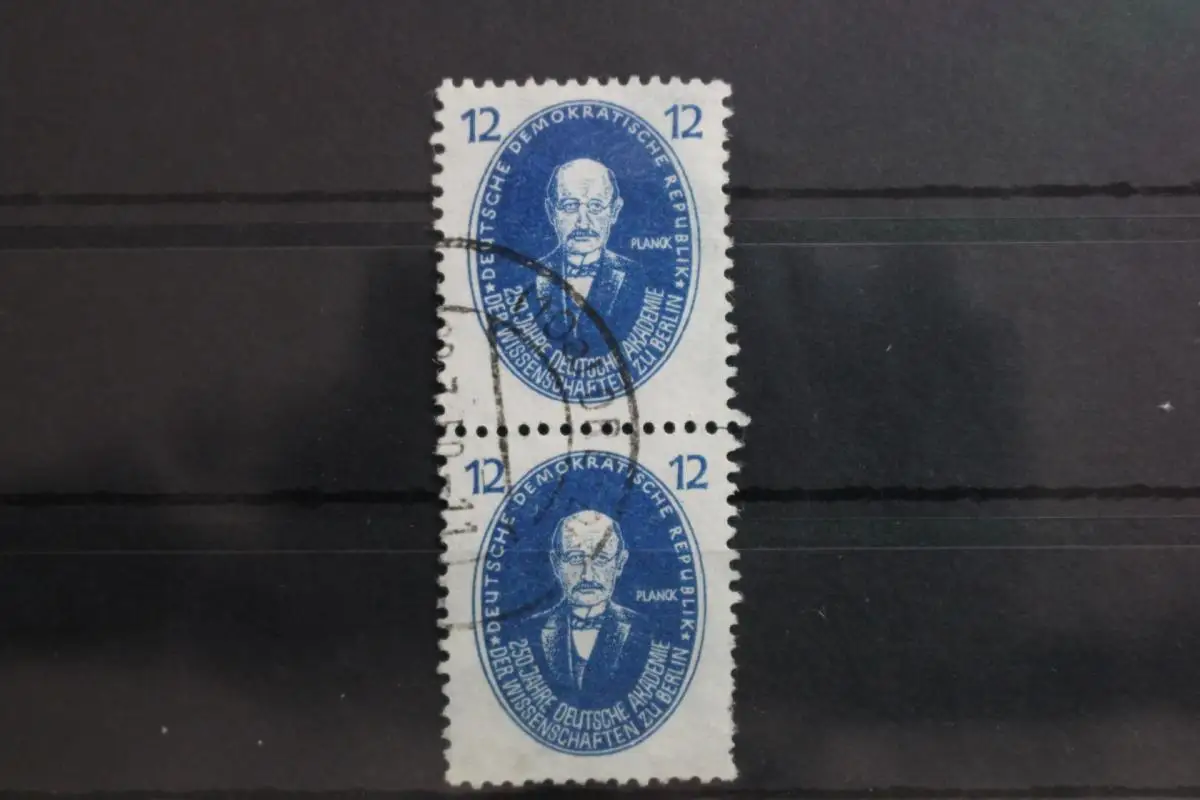 12 12
★ DEUTSCHE DEMOKRATISCHE REPUBLIK ★
PLANCK
250 JAHRE DEUTSCHE AKADEMIE
DER WISSENSCHAFTEN ZU BERLIN
12 12
★ DEUTSCHE DEMOKRATISCHE REPUBLIK ★
PLANCK
250 JAHRE DEUTSCHE AKADEMIE
DER WISSENSCHAFTEN ZU BERLIN